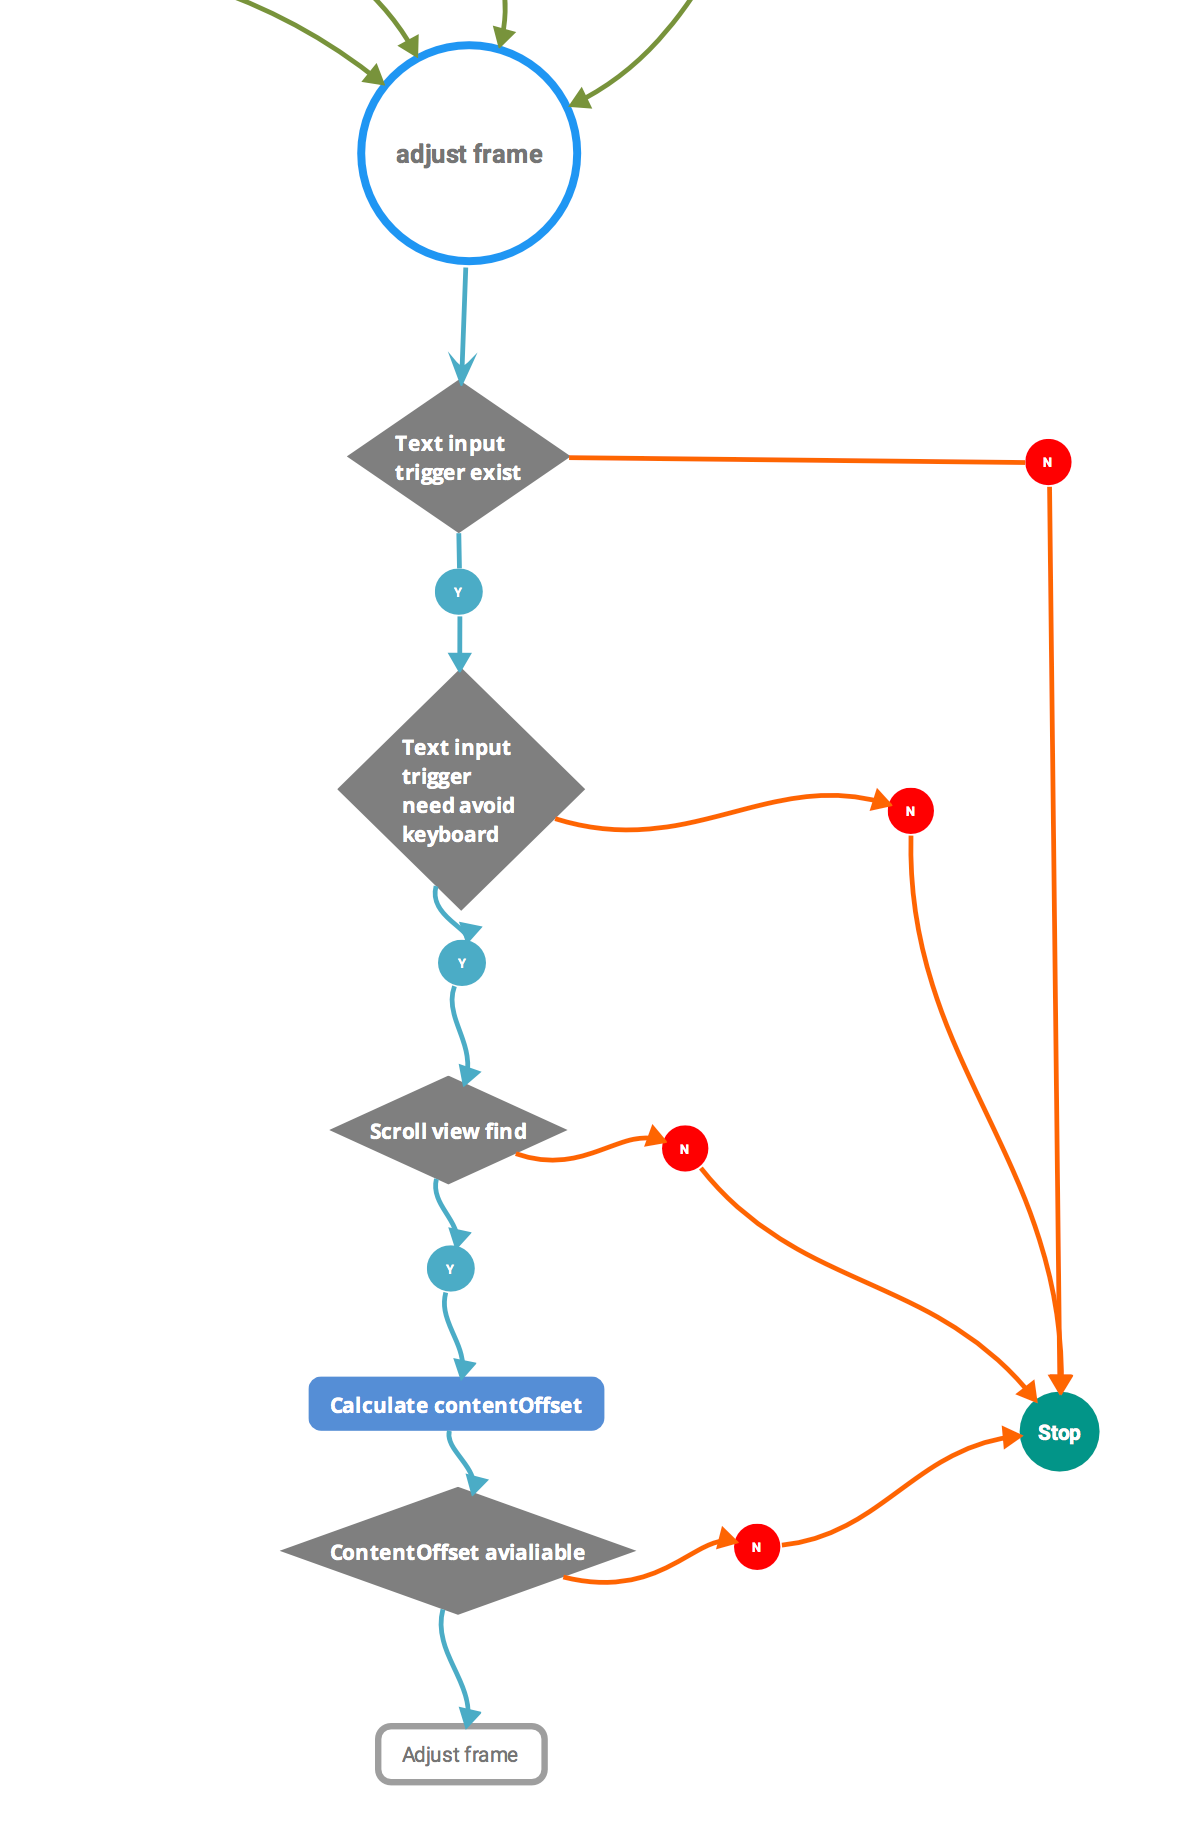 adjust frame
Text input
trigger exist
N
Y
Text input
trigger
need avoid
keyboard
N
Y
Scroll view find
N
Y
Calculate contentOffset
Stop
ContentOffset avialiable
N
Adjust frame